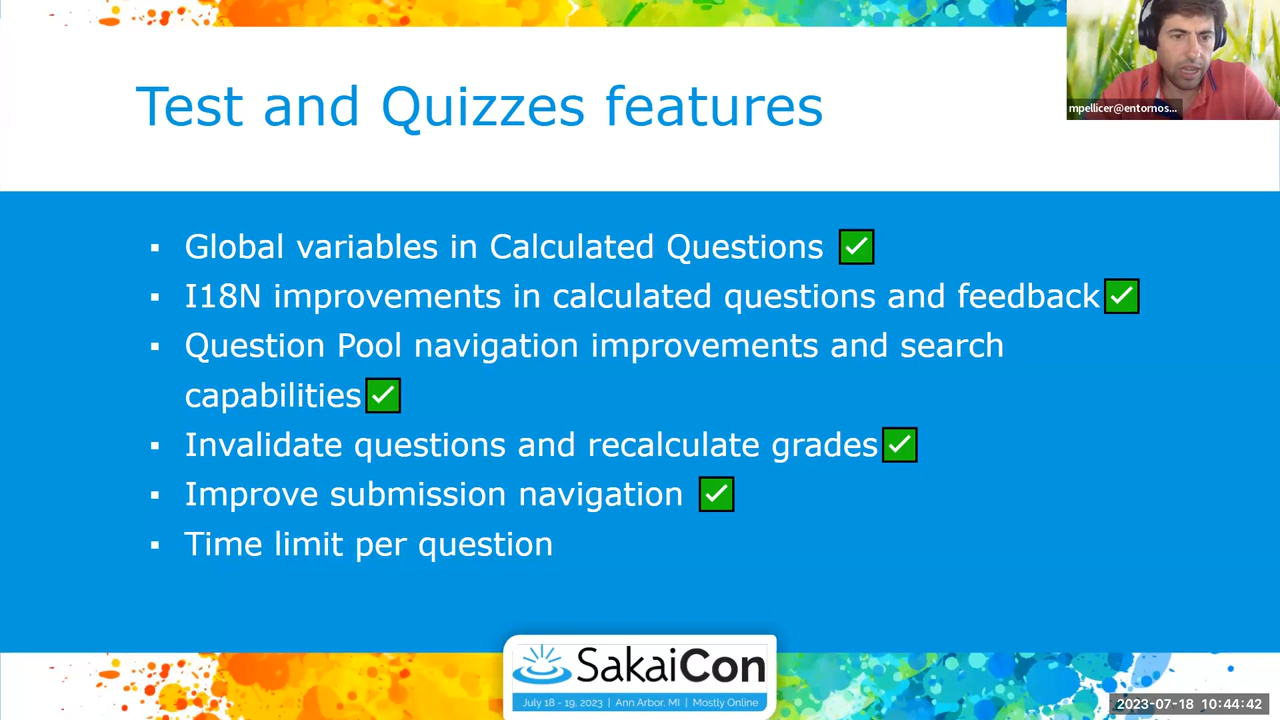 Test and Quizzes features
mpellicer@entornos...
▪ Global variables in Calculated Questions ✅
▪ I18N improvements in calculated questions and feedback ✅
▪ Question Pool navigation improvements and search
capabilities ✅
▪ Invalidate questions and recalculate grades ✅
▪ Improve submission navigation ✅
▪ Time limit per question
SakaiCon
July 18 - 19, 2023 | Ann Arbor, MI | Mostly Online
2023-07-18 10:44:42